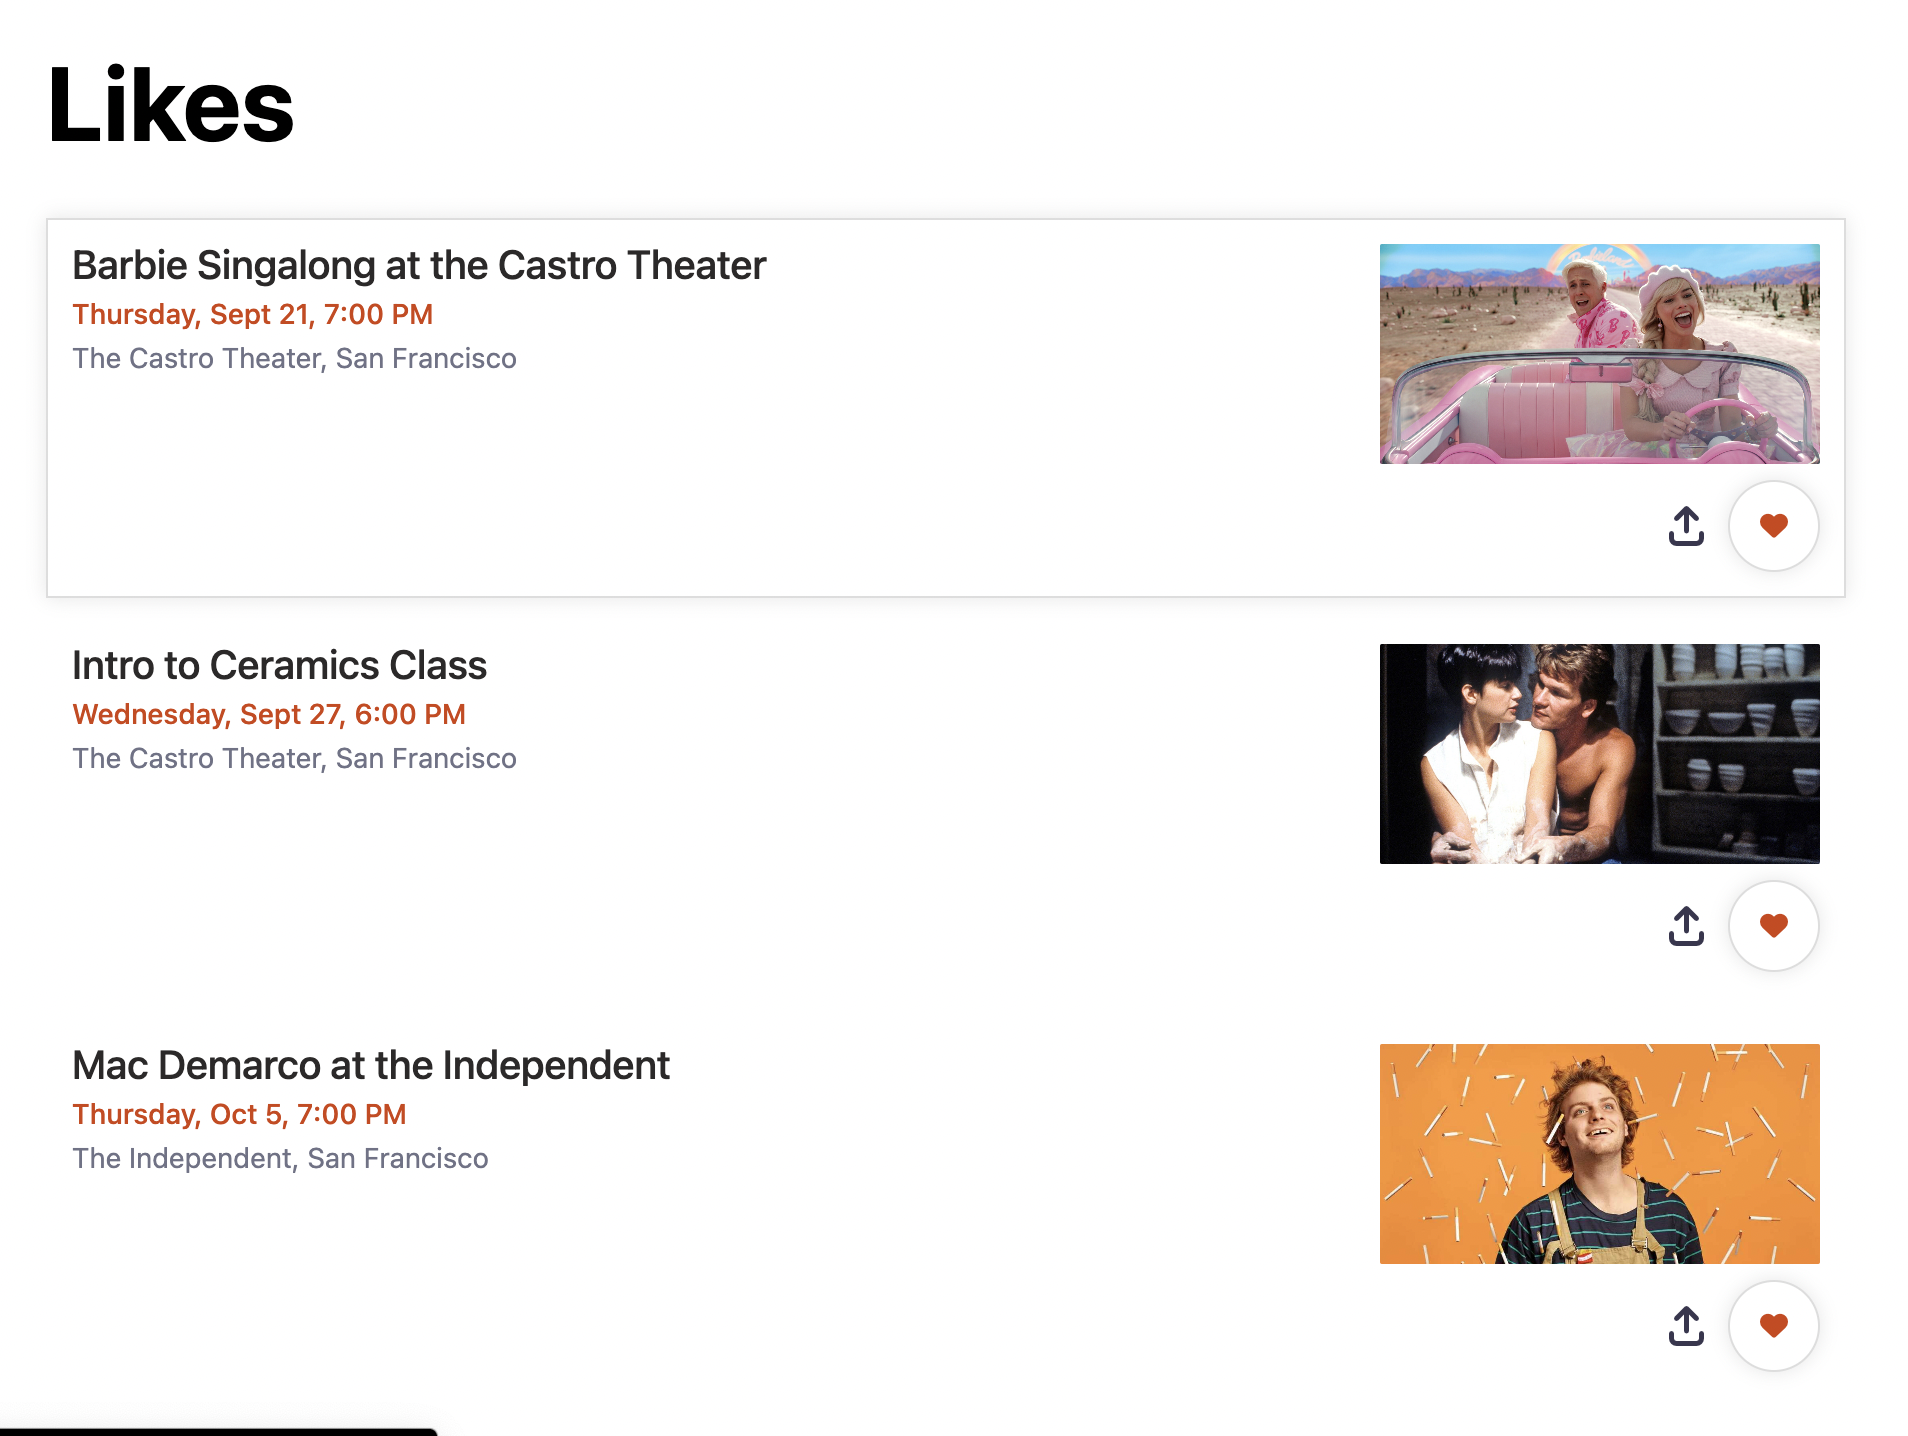 Likes
Barbie Singalong at the Castro Theater
Thursday, Sept 21, 7:00 PM
The Castro Theater, San Francisco
Intro to Ceramics Class
Wednesday, Sept 27, 6:00 PM
The Castro Theater, San Francisco
Mac Demarco at the Independent
Thursday, Oct 5, 7:00 PM
The Independent, San Francisco